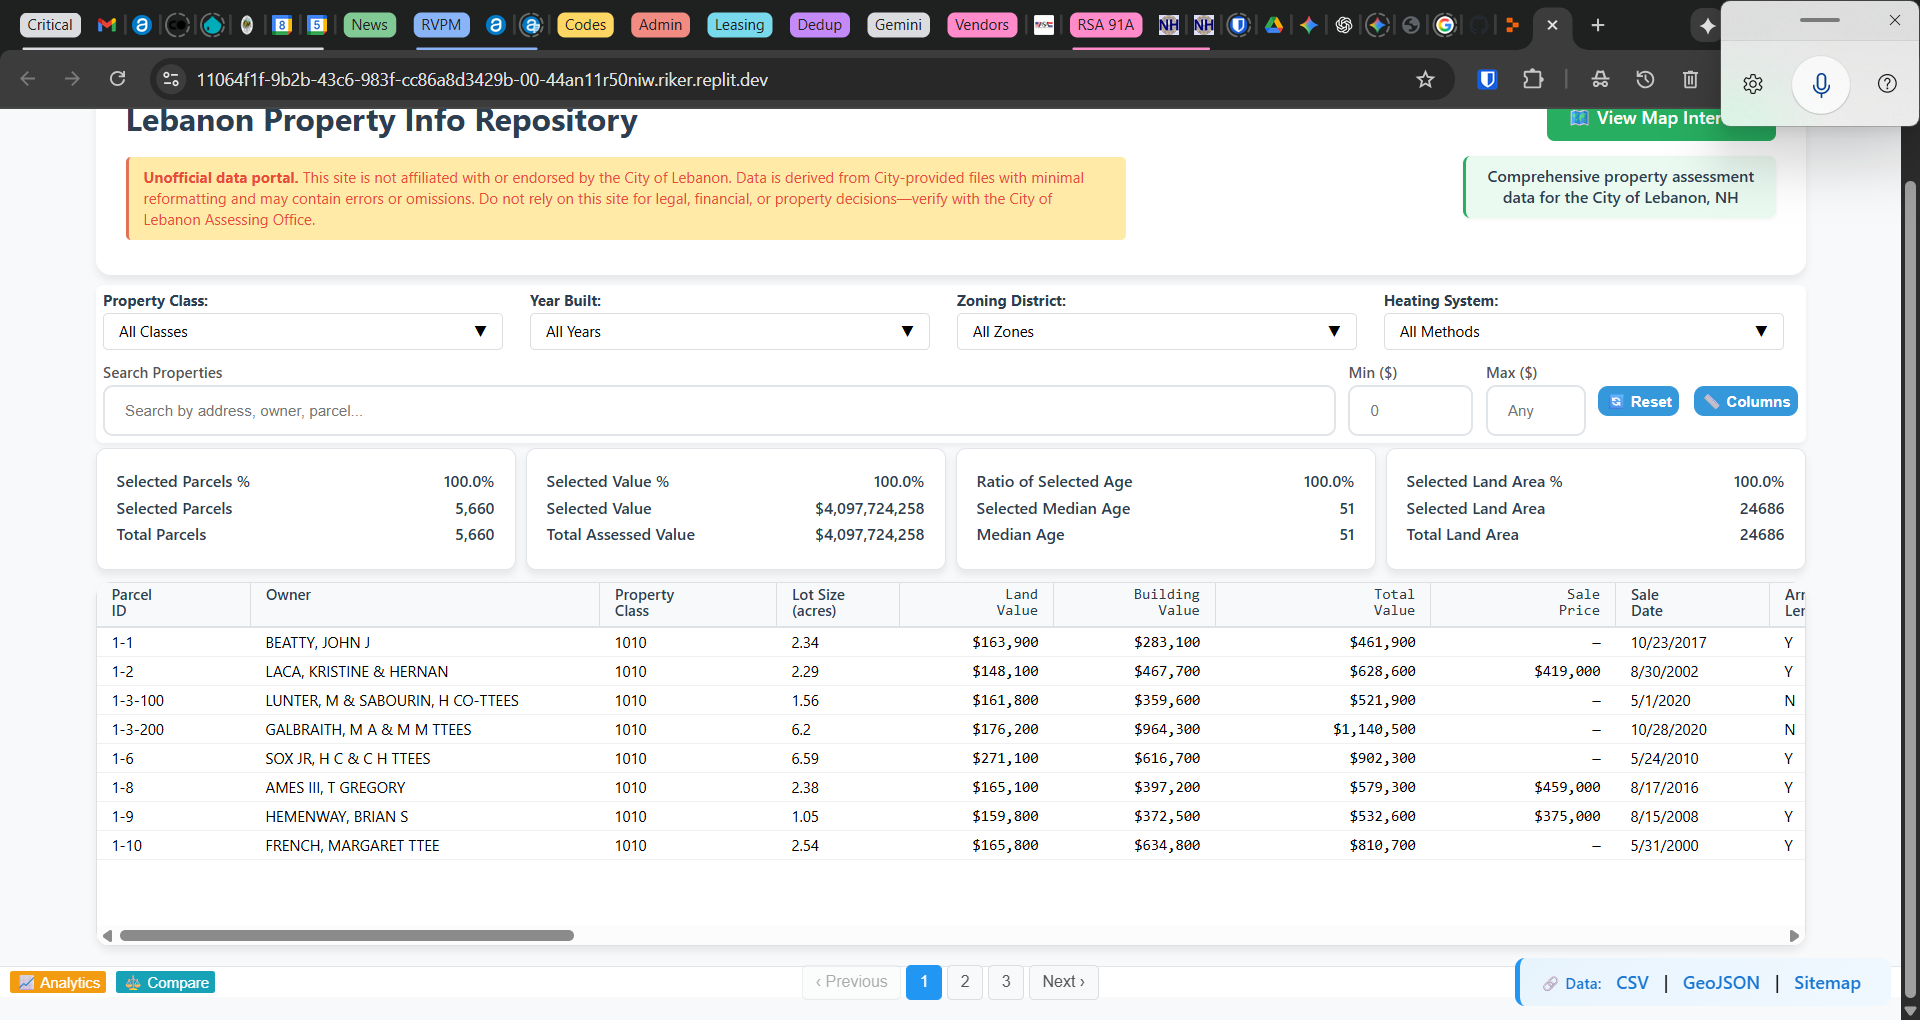 Critical
8
5
News
RVPM
Codes
Admin
Leasing
Dedup
Gemini
Vendors
RSA 91A
NH
NH
11064f1f-9b2b-43c6-983f-cc86a8d3429b-00-44an11r50niw.riker.replit.dev
Lebanon Property Info Repository
View Map Inter
Unofficial data portal. This site is not affiliated with or endorsed by the City of Lebanon. Data is derived from City-provided files with minimal
reformatting and may contain errors or omissions. Do not rely on this site for legal, financial, or property decisions—verify with the City of
Lebanon Assessing Office.
Comprehensive property assessment
data for the City of Lebanon, NH
Property Class:
Year Built:
Zoning District:
Heating System:
All Classes
All Years
All Zones
All Methods
Search Properties
Min ($)
Max ($)
Search by address, owner, parcel...
0
Any
Reset
Columns
Selected Parcels % 100.0%
Selected Parcels 5,660
Total Parcels 5,660
Selected Value % 100.0%
Selected Value $4,097,724,258
Total Assessed Value $4,097,724,258
Ratio of Selected Age 100.0%
Selected Median Age 51
Median Age 51
Selected Land Area % 100.0%
Selected Land Area 24686
Total Land Area 24686
Parcel ID
Owner
Property Class
Lot Size (acres)
Land Value
Building Value
Total Value
Sale Price
Sale Date
Arr Ler
1-1 BEATTY, JOHN J 1010 2.34 $163,900 $283,100 $461,900 – 10/23/2017 Y
1-2 LACA, KRISTINE & HERNAN 1010 2.29 $148,100 $467,700 $628,600 $419,000 8/30/2002 Y
1-3-100 LUNTER, M & SABOURIN, H CO-TTEES 1010 1.56 $161,800 $359,600 $521,900 – 5/1/2020 N
1-3-200 GALBRAITH, M A & M M TTEES 1010 6.2 $176,200 $964,300 $1,140,500 – 10/28/2020 N
1-6 SOX JR, H C & C H TTEES 1010 6.59 $271,100 $616,700 $902,300 – 5/24/2010 Y
1-8 AMES III, T GREGORY 1010 2.38 $165,100 $397,200 $579,300 $459,000 8/17/2016 Y
1-9 HEMENWAY, BRIAN S 1010 1.05 $159,800 $372,500 $532,600 $375,000 8/15/2008 Y
1-10 FRENCH, MARGARET TTEE 1010 2.54 $165,800 $634,800 $810,700 – 5/31/2000 Y
Analytics
Compare
‹ Previous 1 2 3 Next ›
Data: CSV | GeoJSON | Sitemap